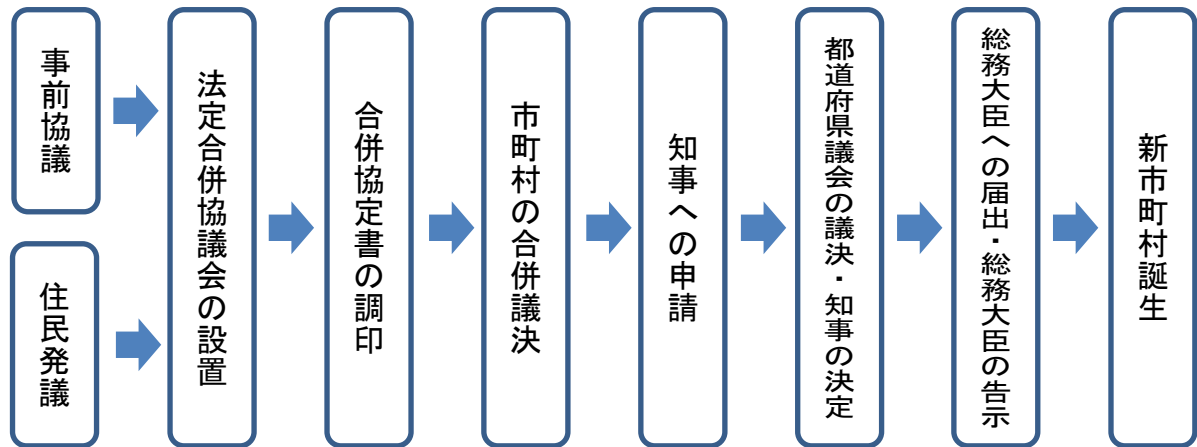 事前協議
住民発議
法定合併協議会の設置
合併協定書の調印
市町村の合併議決
知事への申請
都道府県議会の議決・知事の決定
総務大臣への届出・総務大臣の告示
新市町村誕生